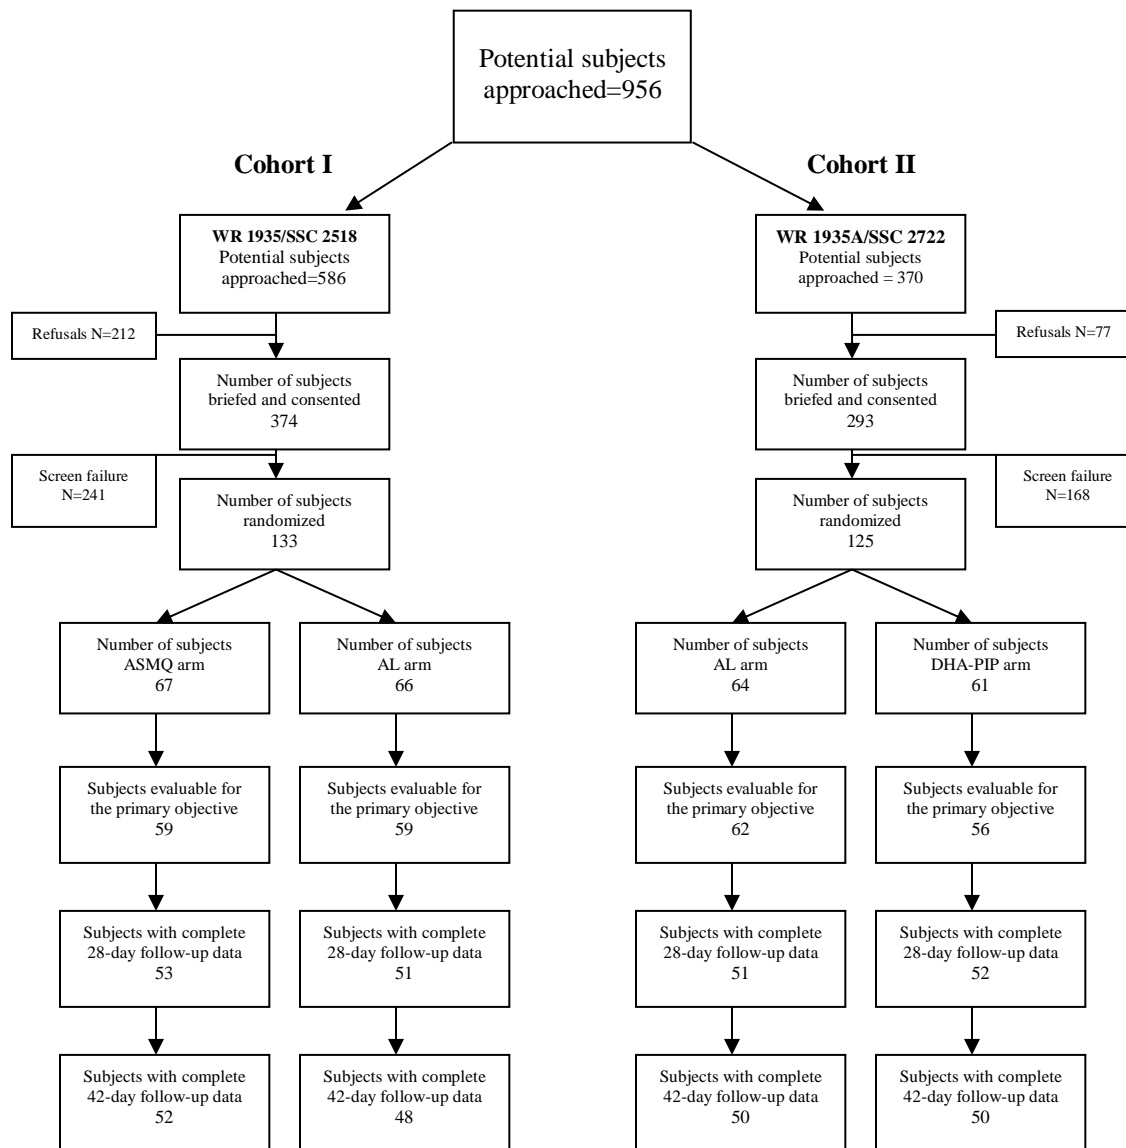 Potential subjects
approached=956
Cohort I
Cohort II
WR 1935/SSC 2518
Potential subjects
approached=586
WR 1935A/SSC 2722
Potential subjects
approached = 370
Refusals N=212
Refusals N=77
Number of subjects
briefed and consented
374
Number of subjects
briefed and consented
293
Screen failure
N=241
Screen failure
N=168
Number of subjects
randomized
133
Number of subjects
randomized
125
Number of subjects
ASMQ arm
67
Number of subjects
AL arm
66
Number of subjects
AL arm
64
Number of subjects
DHA-PIP arm
61
Subjects evaluable for
the primary objective
59
Subjects evaluable for
the primary objective
59
Subjects evaluable for
the primary objective
62
Subjects evaluable for
the primary objective
56
Subjects with complete
28-day follow-up data
53
Subjects with complete
28-day follow-up data
51
Subjects with complete
28-day follow-up data
51
Subjects with complete
28-day follow-up data
52
Subjects with complete
42-day follow-up data
52
Subjects with complete
42-day follow-up data
48
Subjects with complete
42-day follow-up data
50
Subjects with complete
42-day follow-up data
50